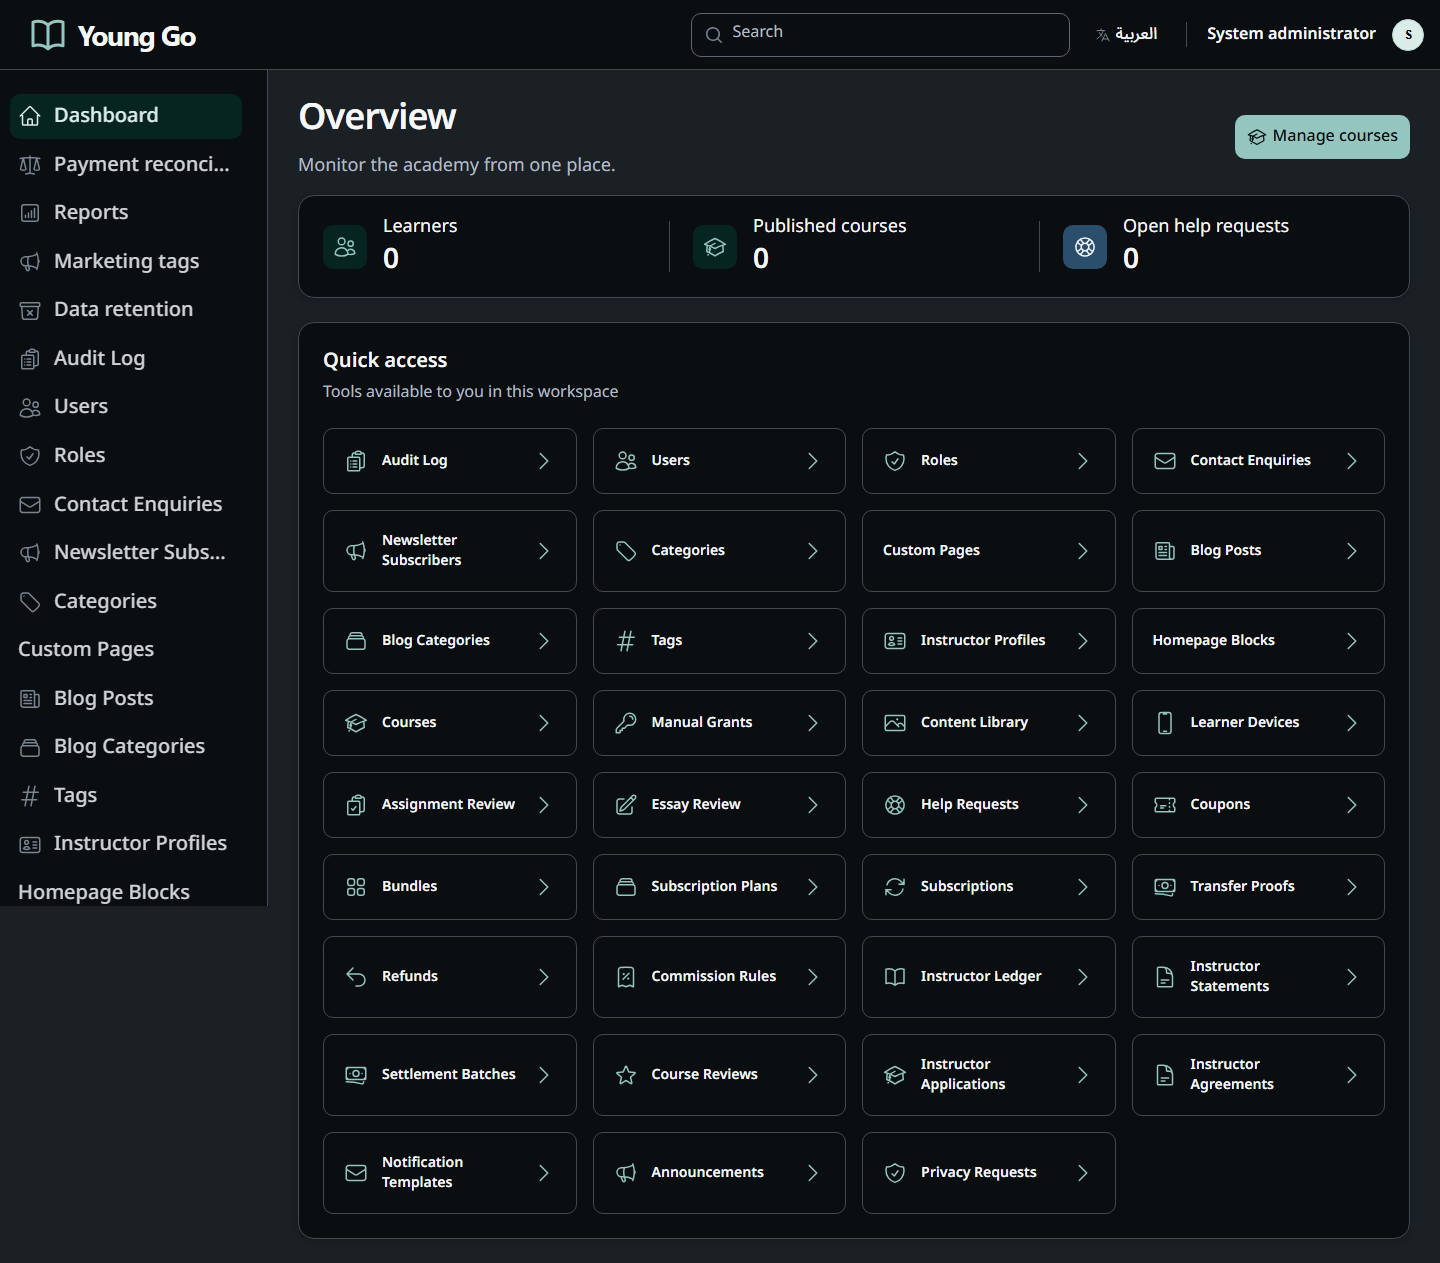 Young Go
Search
العربية
System administrator
S
Dashboard
Payment reconci...
Reports
Marketing tags
Data retention
Audit Log
Users
Roles
Contact Enquiries
Newsletter Subs...
Categories
Custom Pages
Blog Posts
Blog Categories
Tags
Instructor Profiles
Homepage Blocks
Overview
Monitor the academy from one place.
Manage courses
Learners
0
Published courses
0
Open help requests
0
Quick access
Tools available to you in this workspace
Audit Log
Users
Roles
Contact Enquiries
Newsletter
Subscribers
Categories
Custom Pages
Blog Posts
Blog Categories
Tags
Instructor Profiles
Homepage Blocks
Courses
Manual Grants
Content Library
Learner Devices
Assignment Review
Essay Review
Help Requests
Coupons
Bundles
Subscription Plans
Subscriptions
Transfer Proofs
Refunds
Commission Rules
Instructor Ledger
Instructor
Statements
Settlement Batches
Course Reviews
Instructor
Applications
Instructor
Agreements
Notification
Templates
Announcements
Privacy Requests